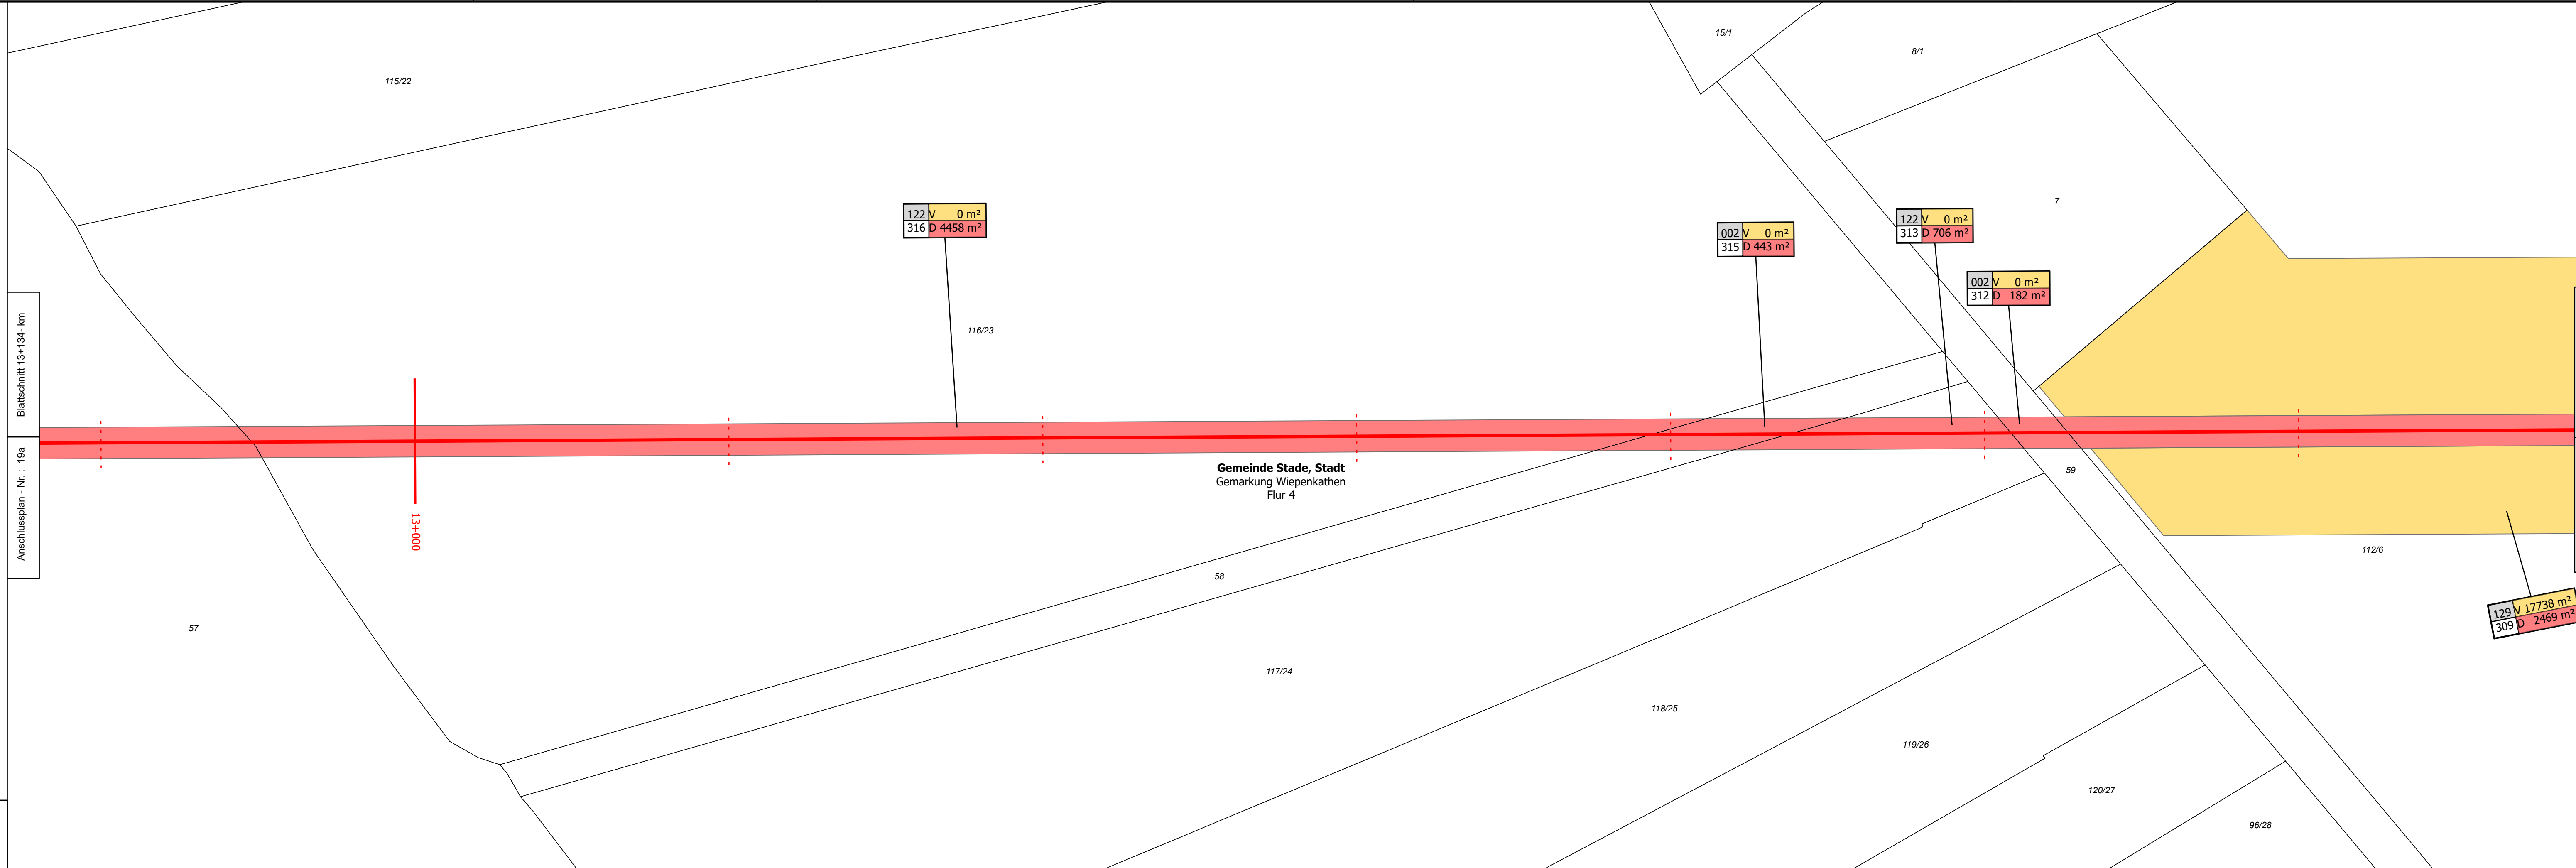 15/1
8/1
115/22
7
122 V 0 m²
316 D 4458 m²
002 V 0 m²
315 D 443 m²
122 V 0 m²
313 D 706 m²
002 V 0 m²
312 D 182 m²
116/23
Blattschnitt 13+134- km
Anschlussplan - Nr. : 19a
13+000
Gemeinde Stade, Stadt
Gemarkung Wiepenkathen
Flur 4
59
112/6
58
57
129 V 17738 m²
309 D 2469 m²
117/24
118/25
119/26
120/27
96/28